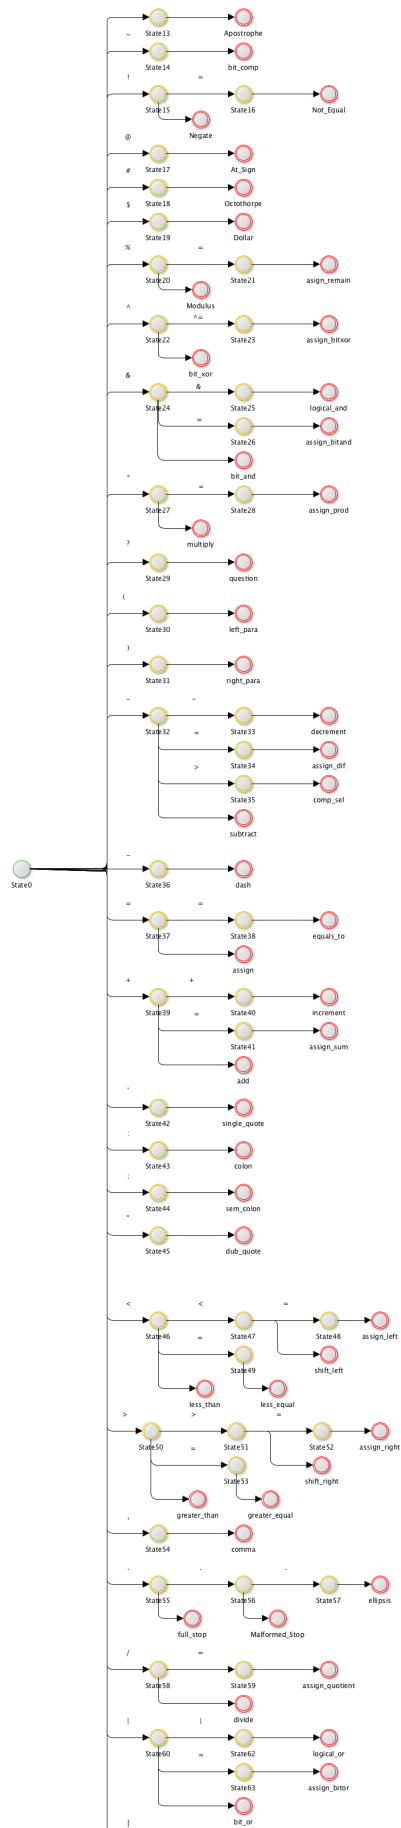 State13 Apostrophe
~
State14 bit_comp
! =
State15 State16 Not_Equal
Negate
@
State17 At_Sign
#
State18 Octothorpe
$
State19 Dollar
% =
State20 State21 asign_remain
Modulus
^ ^=
State22 State23 assign_bitxor
bit_xor
& &
State24 State25 logical_and
=
State26 assign_bitand
bit_and
* =
State27 State28 assign_prod
multiply
?
State29 question
(
State30 left_para
)
State31 right_para
- -
State32 State33 decrement
=
State34 assign_dif
>
State35 comp_sel
subtract
_
State0 State36 dash
= =
State37 State38 equals_to
assign
+ +
State39 State40 increment
=
State41 assign_sum
add
'
State42 single_quote
:
State43 colon
;
State44 sem_colon
"
State45 dub_quote
< < =
State46 State47 State48 assign_left
=
State49 shift_left
less_than less_equal
> > =
State50 State51 State52 assign_right
=
State53 shift_right
greater_than greater_equal
,
State54 comma
. . .
State55 State56 State57 ellipsis
full_stop Malformed_Stop
/ =
State58 State59 assign_quotient
divide
| |
State60 State62 logical_or
=
State63 assign_bitor
bit_or
[